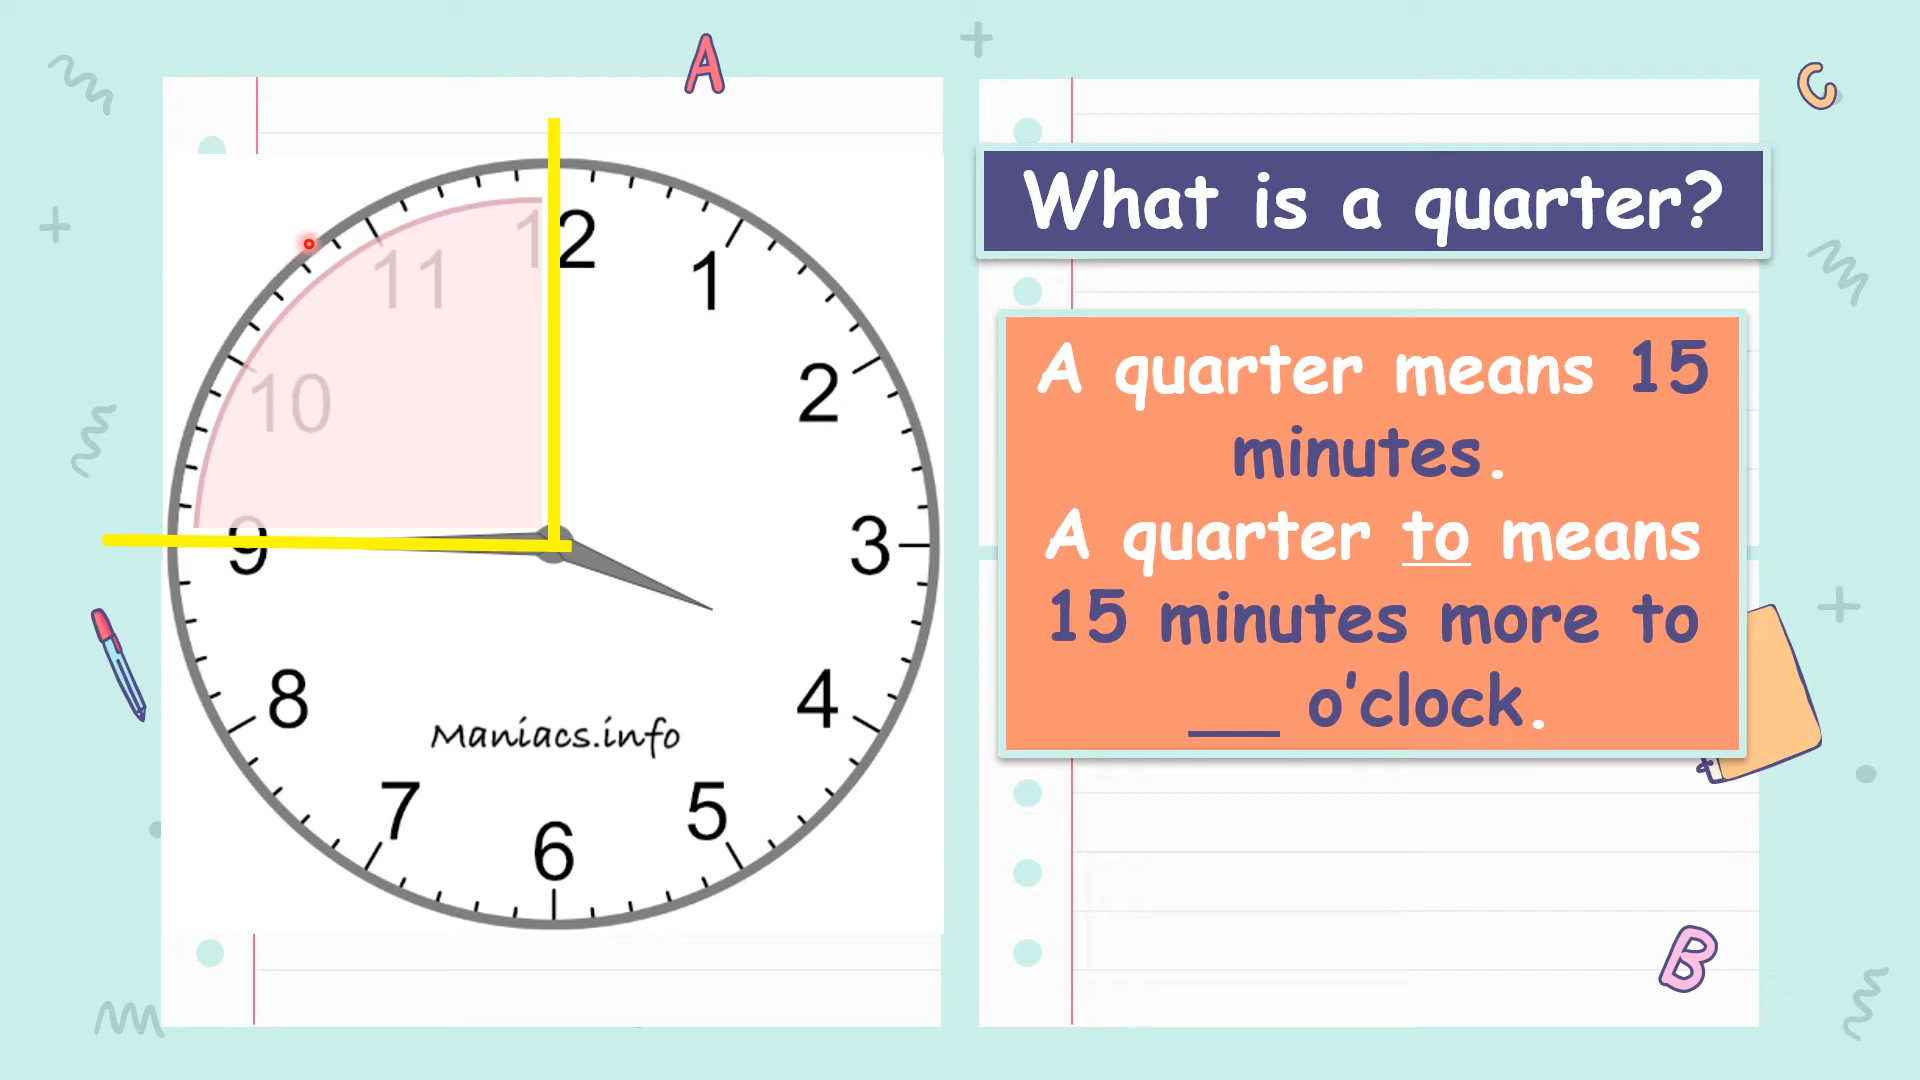 A
C
What is a quarter?
12
11
1
10
2
9
3
8
4
7
5
6
Maniacs.info
A quarter means 15
minutes.
A quarter to means
15 minutes more to
___ o'clock.
B